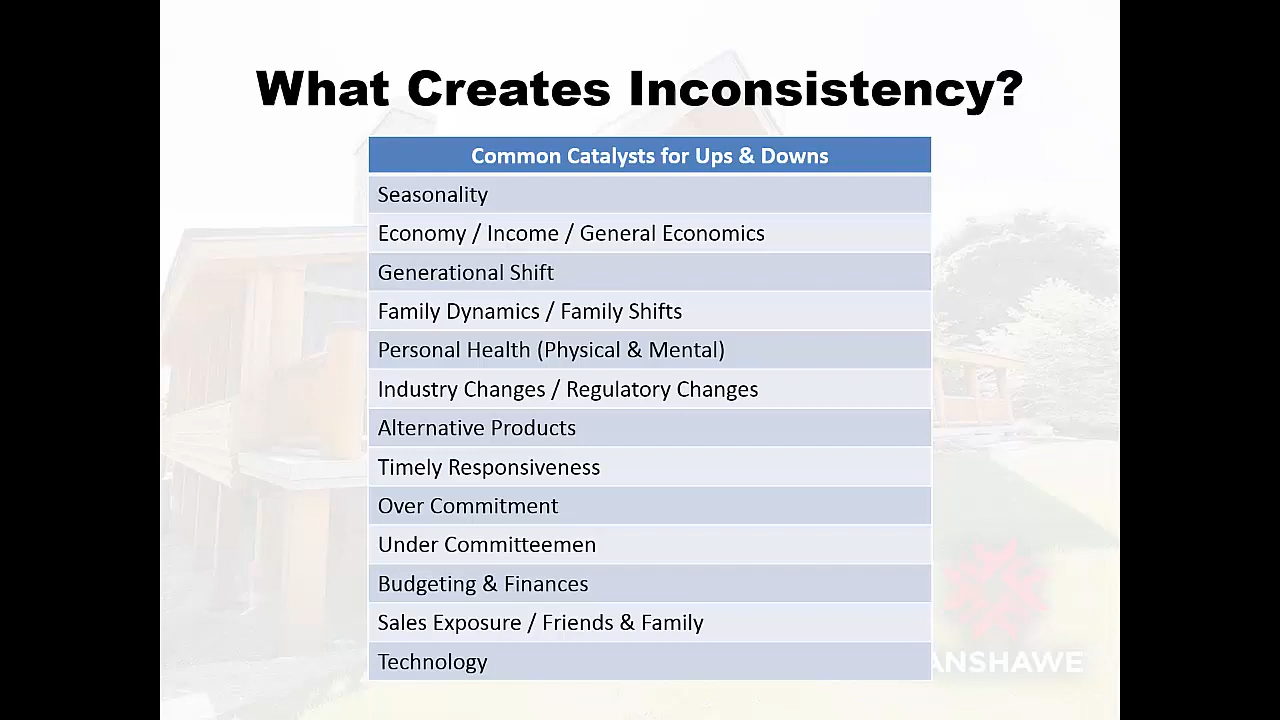 What Creates Inconsistency?
Common Catalysts for Ups & Downs
Seasonality
Economy / Income / General Economics
Generational Shift
Family Dynamics / Family Shifts
Personal Health (Physical & Mental)
Industry Changes / Regulatory Changes
Alternative Products
Timely Responsiveness
Over Commitment
Under Committeemen
Budgeting & Finances
Sales Exposure / Friends & Family
Technology
ANSHAWE